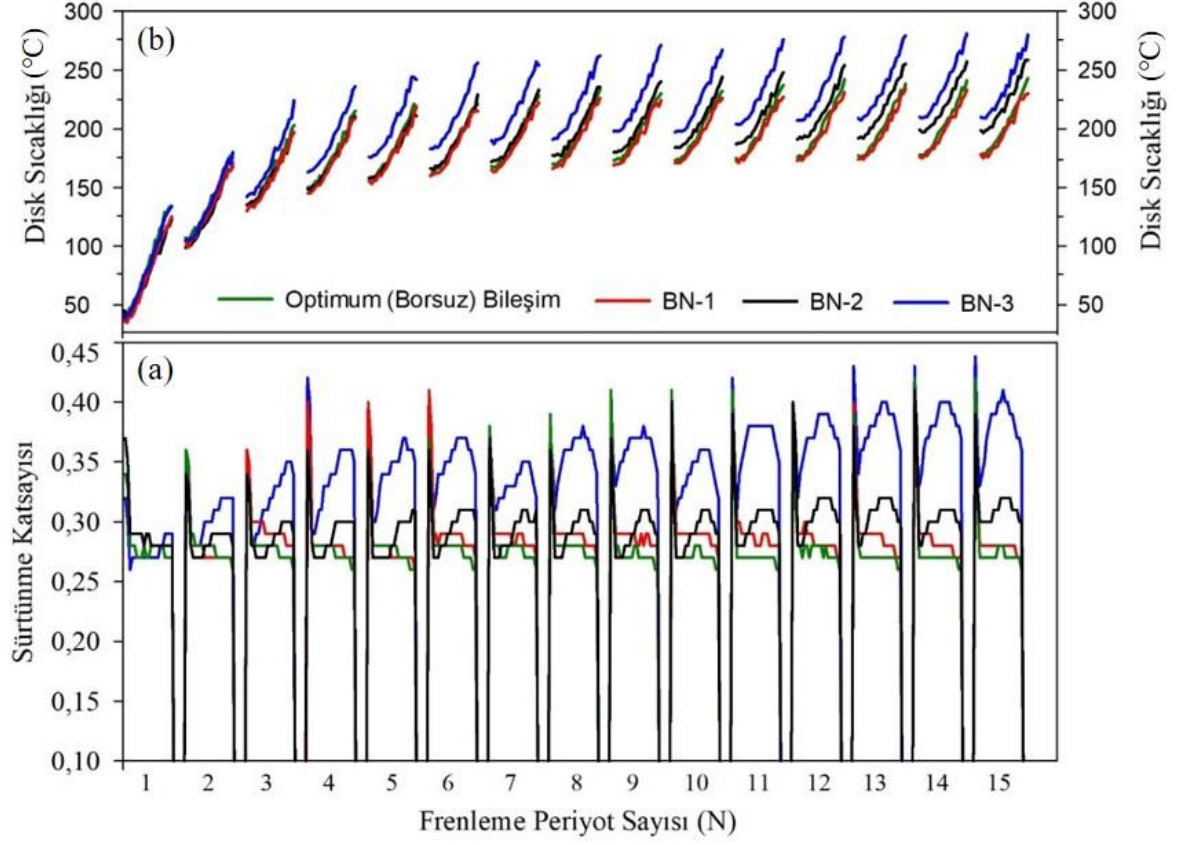 (b)
Disk Sıcaklığı (°C)
300
250
200
150
100
50
300
250
200
150
100
50
Disk Sıcaklığı (°C)
Optimum (Borsuz) Bileşim
BN-1
BN-2
BN-3
(a)
Sürtünme Katsayısı
0,45
0,40
0,35
0,30
0,25
0,20
0,15
0,10
1 2 3 4 5 6 7 8 9 10 11 12 13 14 15
Frenleme Periyot Sayısı (N)